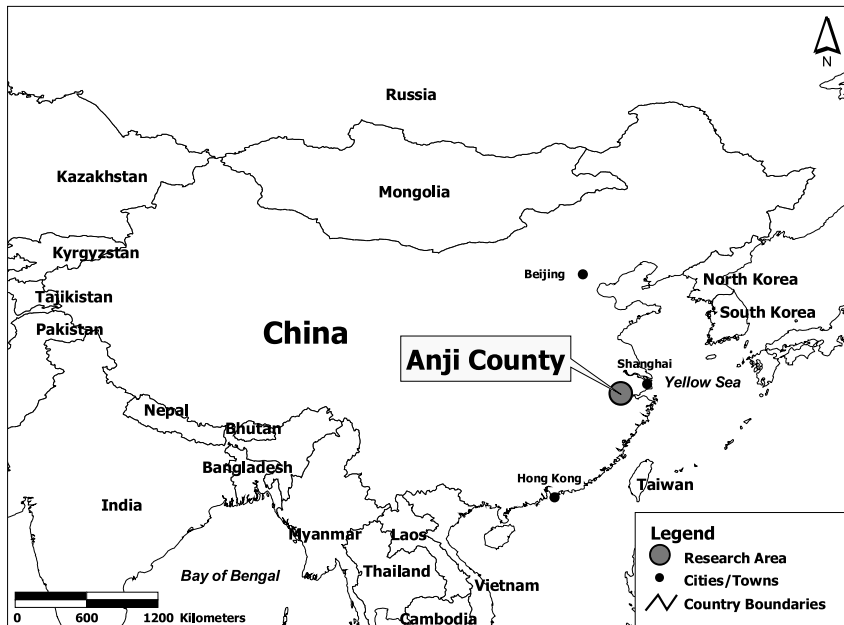 N
Russia
Kazakhstan
Mongolia
Kyrgyzstan
Beijing
North Korea
Tajikistan
South Korea
Pakistan
China
Anji County
Shanghai
Yellow Sea
Nepal
Bhutan
Bangladesh
Hong Kong
Taiwan
India
Myanmar
Laos
Thailand
Bay of Bengal
Vietnam
Cambodia
0 600 1200 Kilometers
Legend
Research Area
Cities/Towns
Country Boundaries